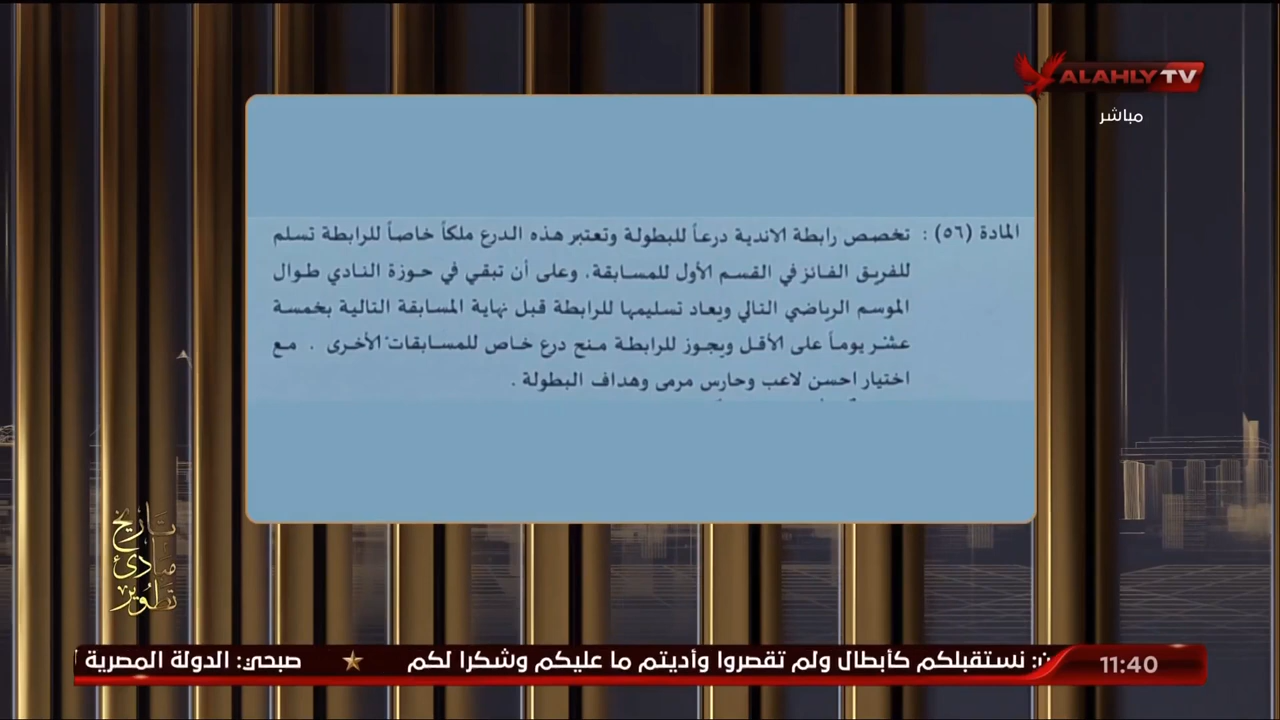 ALAHLY TV
مباشر
المادة (٥٦) : تخصص رابطة الاندية درعاً للبطولة وتعتبر هذه الدرع ملكاً خاصاً للرابطة تسلم
للفريق الفائز في القسم الأول للمسابقة. وعلى أن تبقي في حوزة النادي طوال
الموسم الرياضي التالي ويعاد تسليمها للرابطة قبل نهاية المسابقة التالية بخمسة
عشر يوماً على الأقل ويجوز للرابطة منح درع خاص للمسابقات الأخرى . مع
اختيار احسن لاعب وحارس مرمى وهداف البطولة .
تاريخ
مبادئ
تطوير
نستقبلكم كأبطال ولم تقصروا وأديتم ما عليكم وشكرا لكم ★ صبحي: الدولة المصرية
11:40